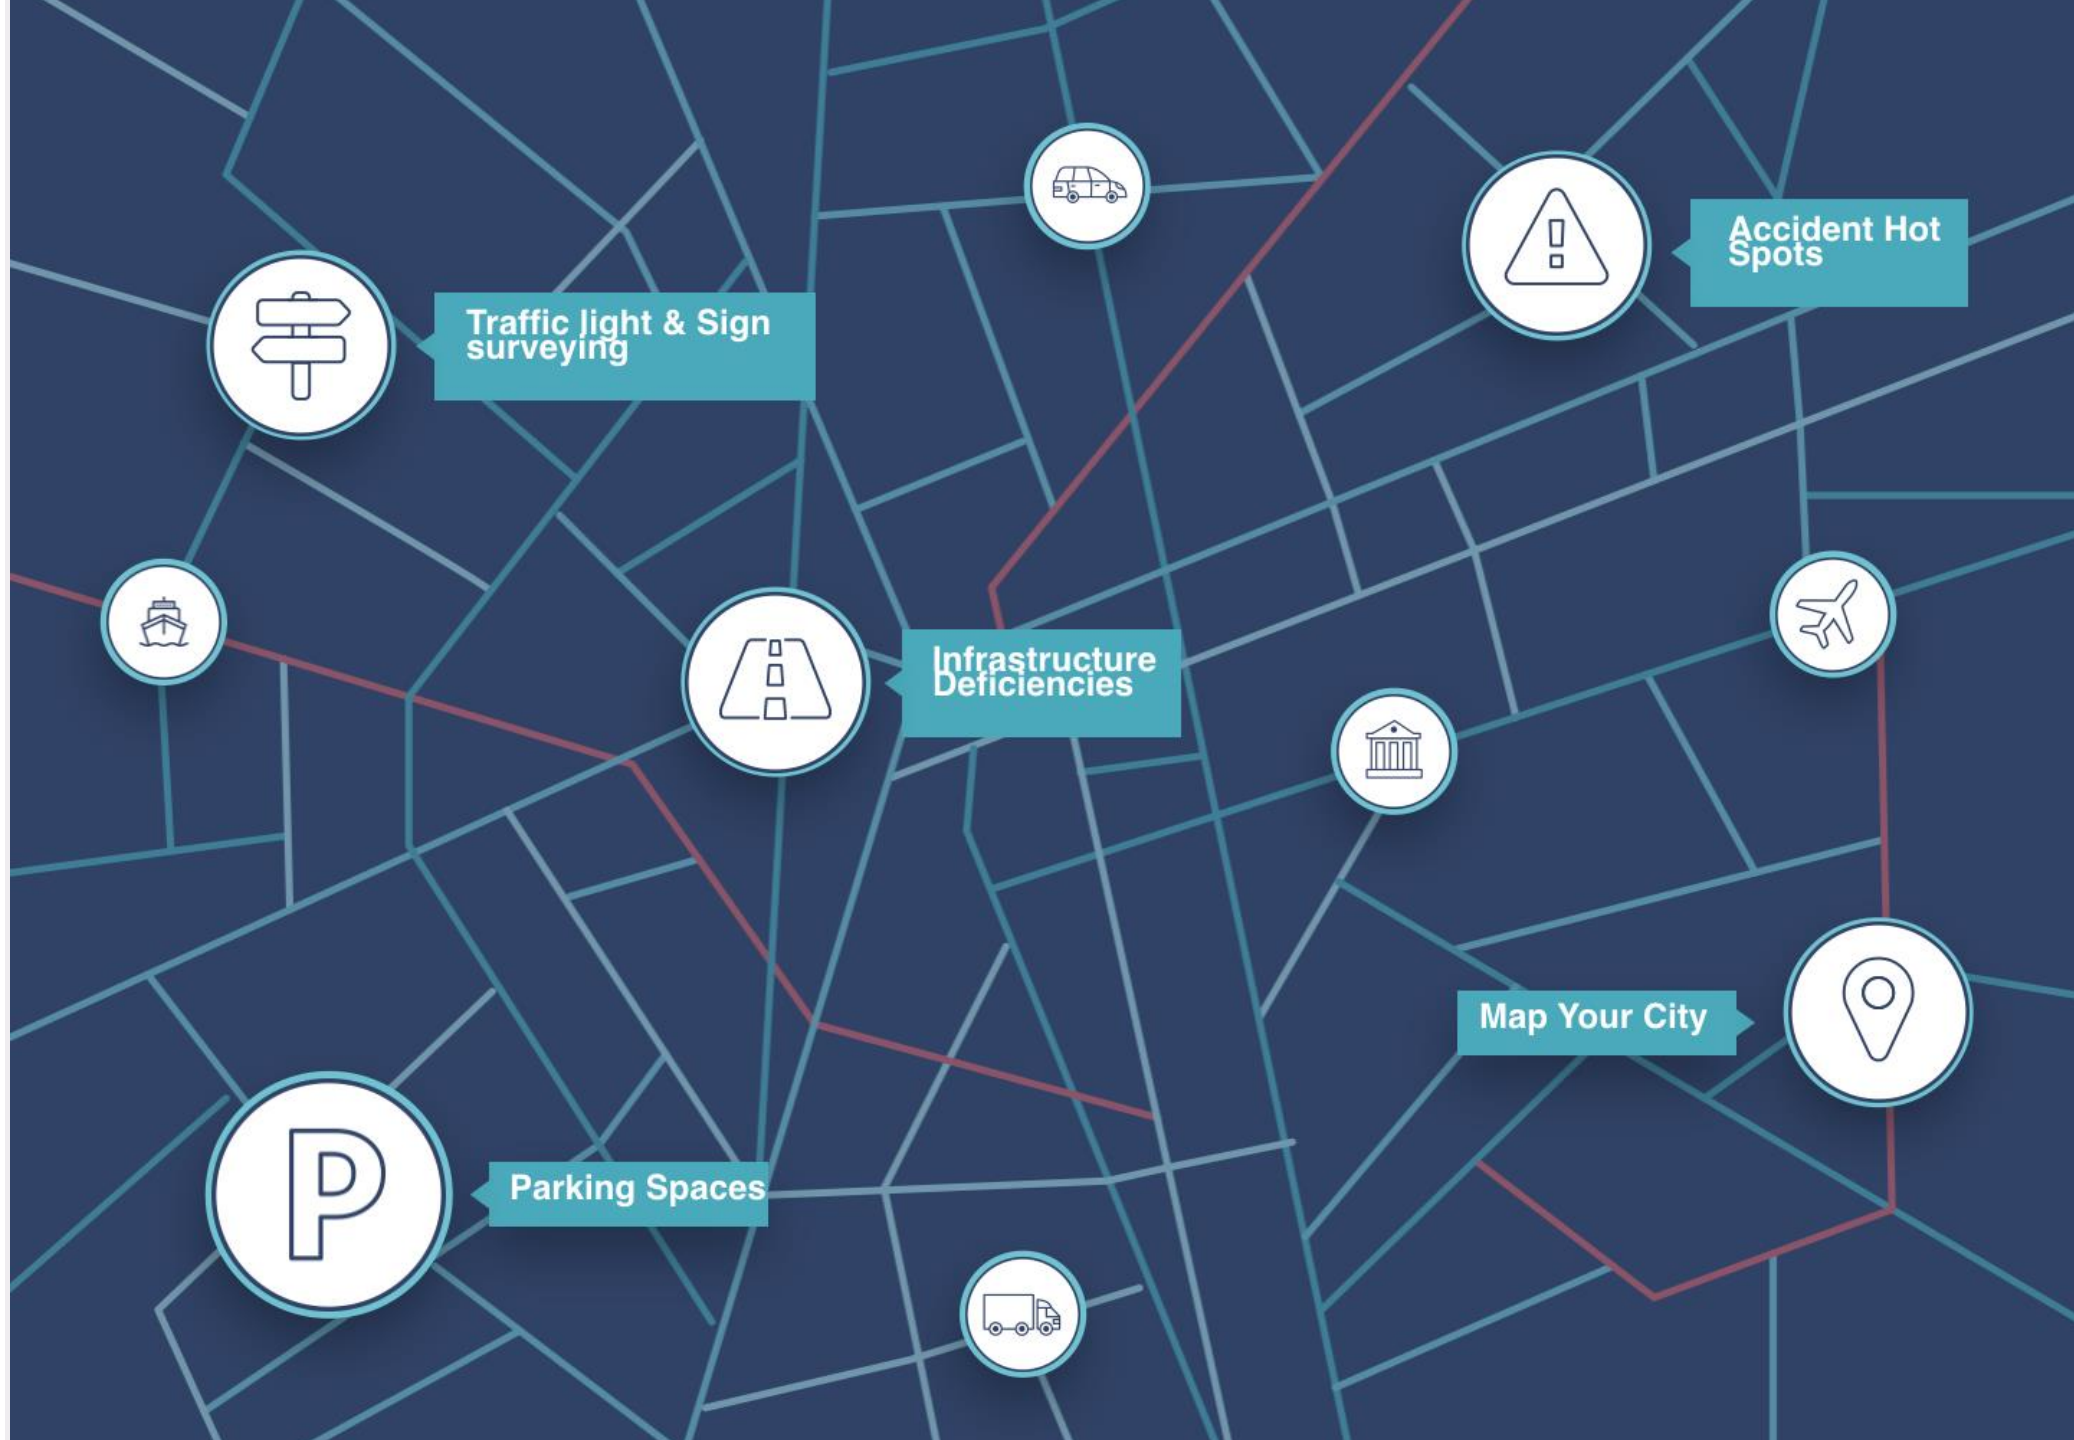 Accident Hot
Spots
Traffic light & Sign
surveying
Infrastructure
Deficiencies
Map Your City
P
Parking Spaces